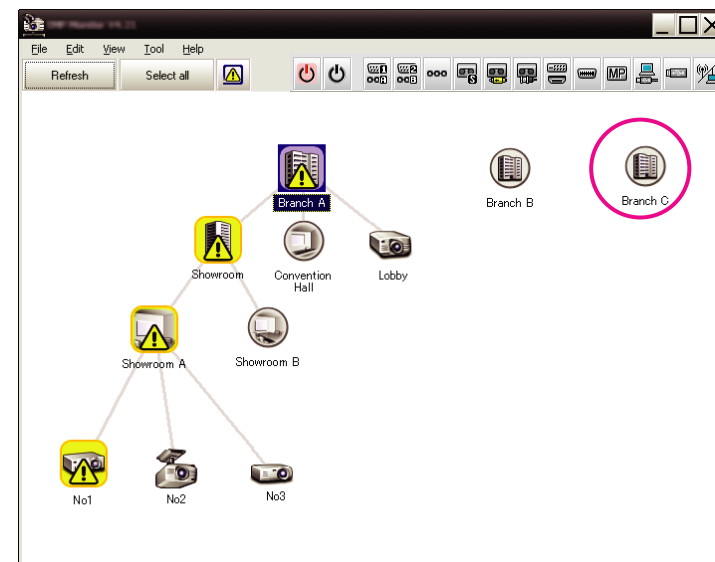 File Edit View Tool Help
Refresh Select all
MP
Branch A
Branch B
Branch C
Showroom
Convention
Hall
Lobby
Showroom A
Showroom B
No1
No2
No3